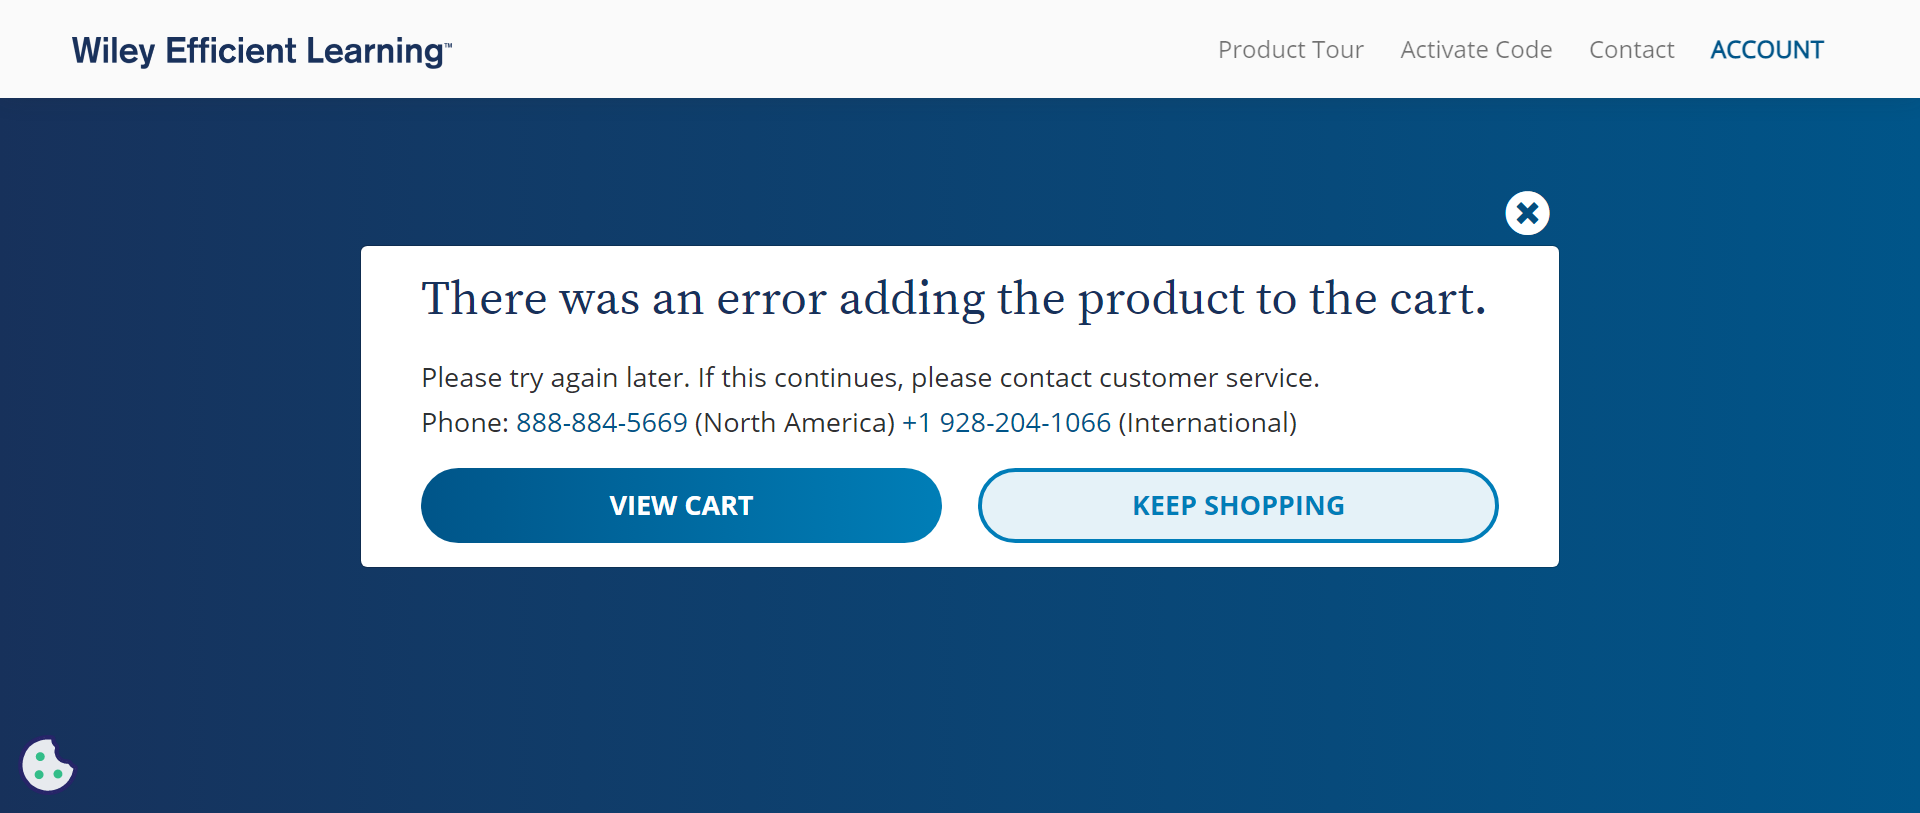 Wiley Efficient Learning™
Product Tour Activate Code Contact ACCOUNT
There was an error adding the product to the cart.
Please try again later. If this continues, please contact customer service.
Phone: 888-884-5669 (North America) +1 928-204-1066 (International)
VIEW CART KEEP SHOPPING